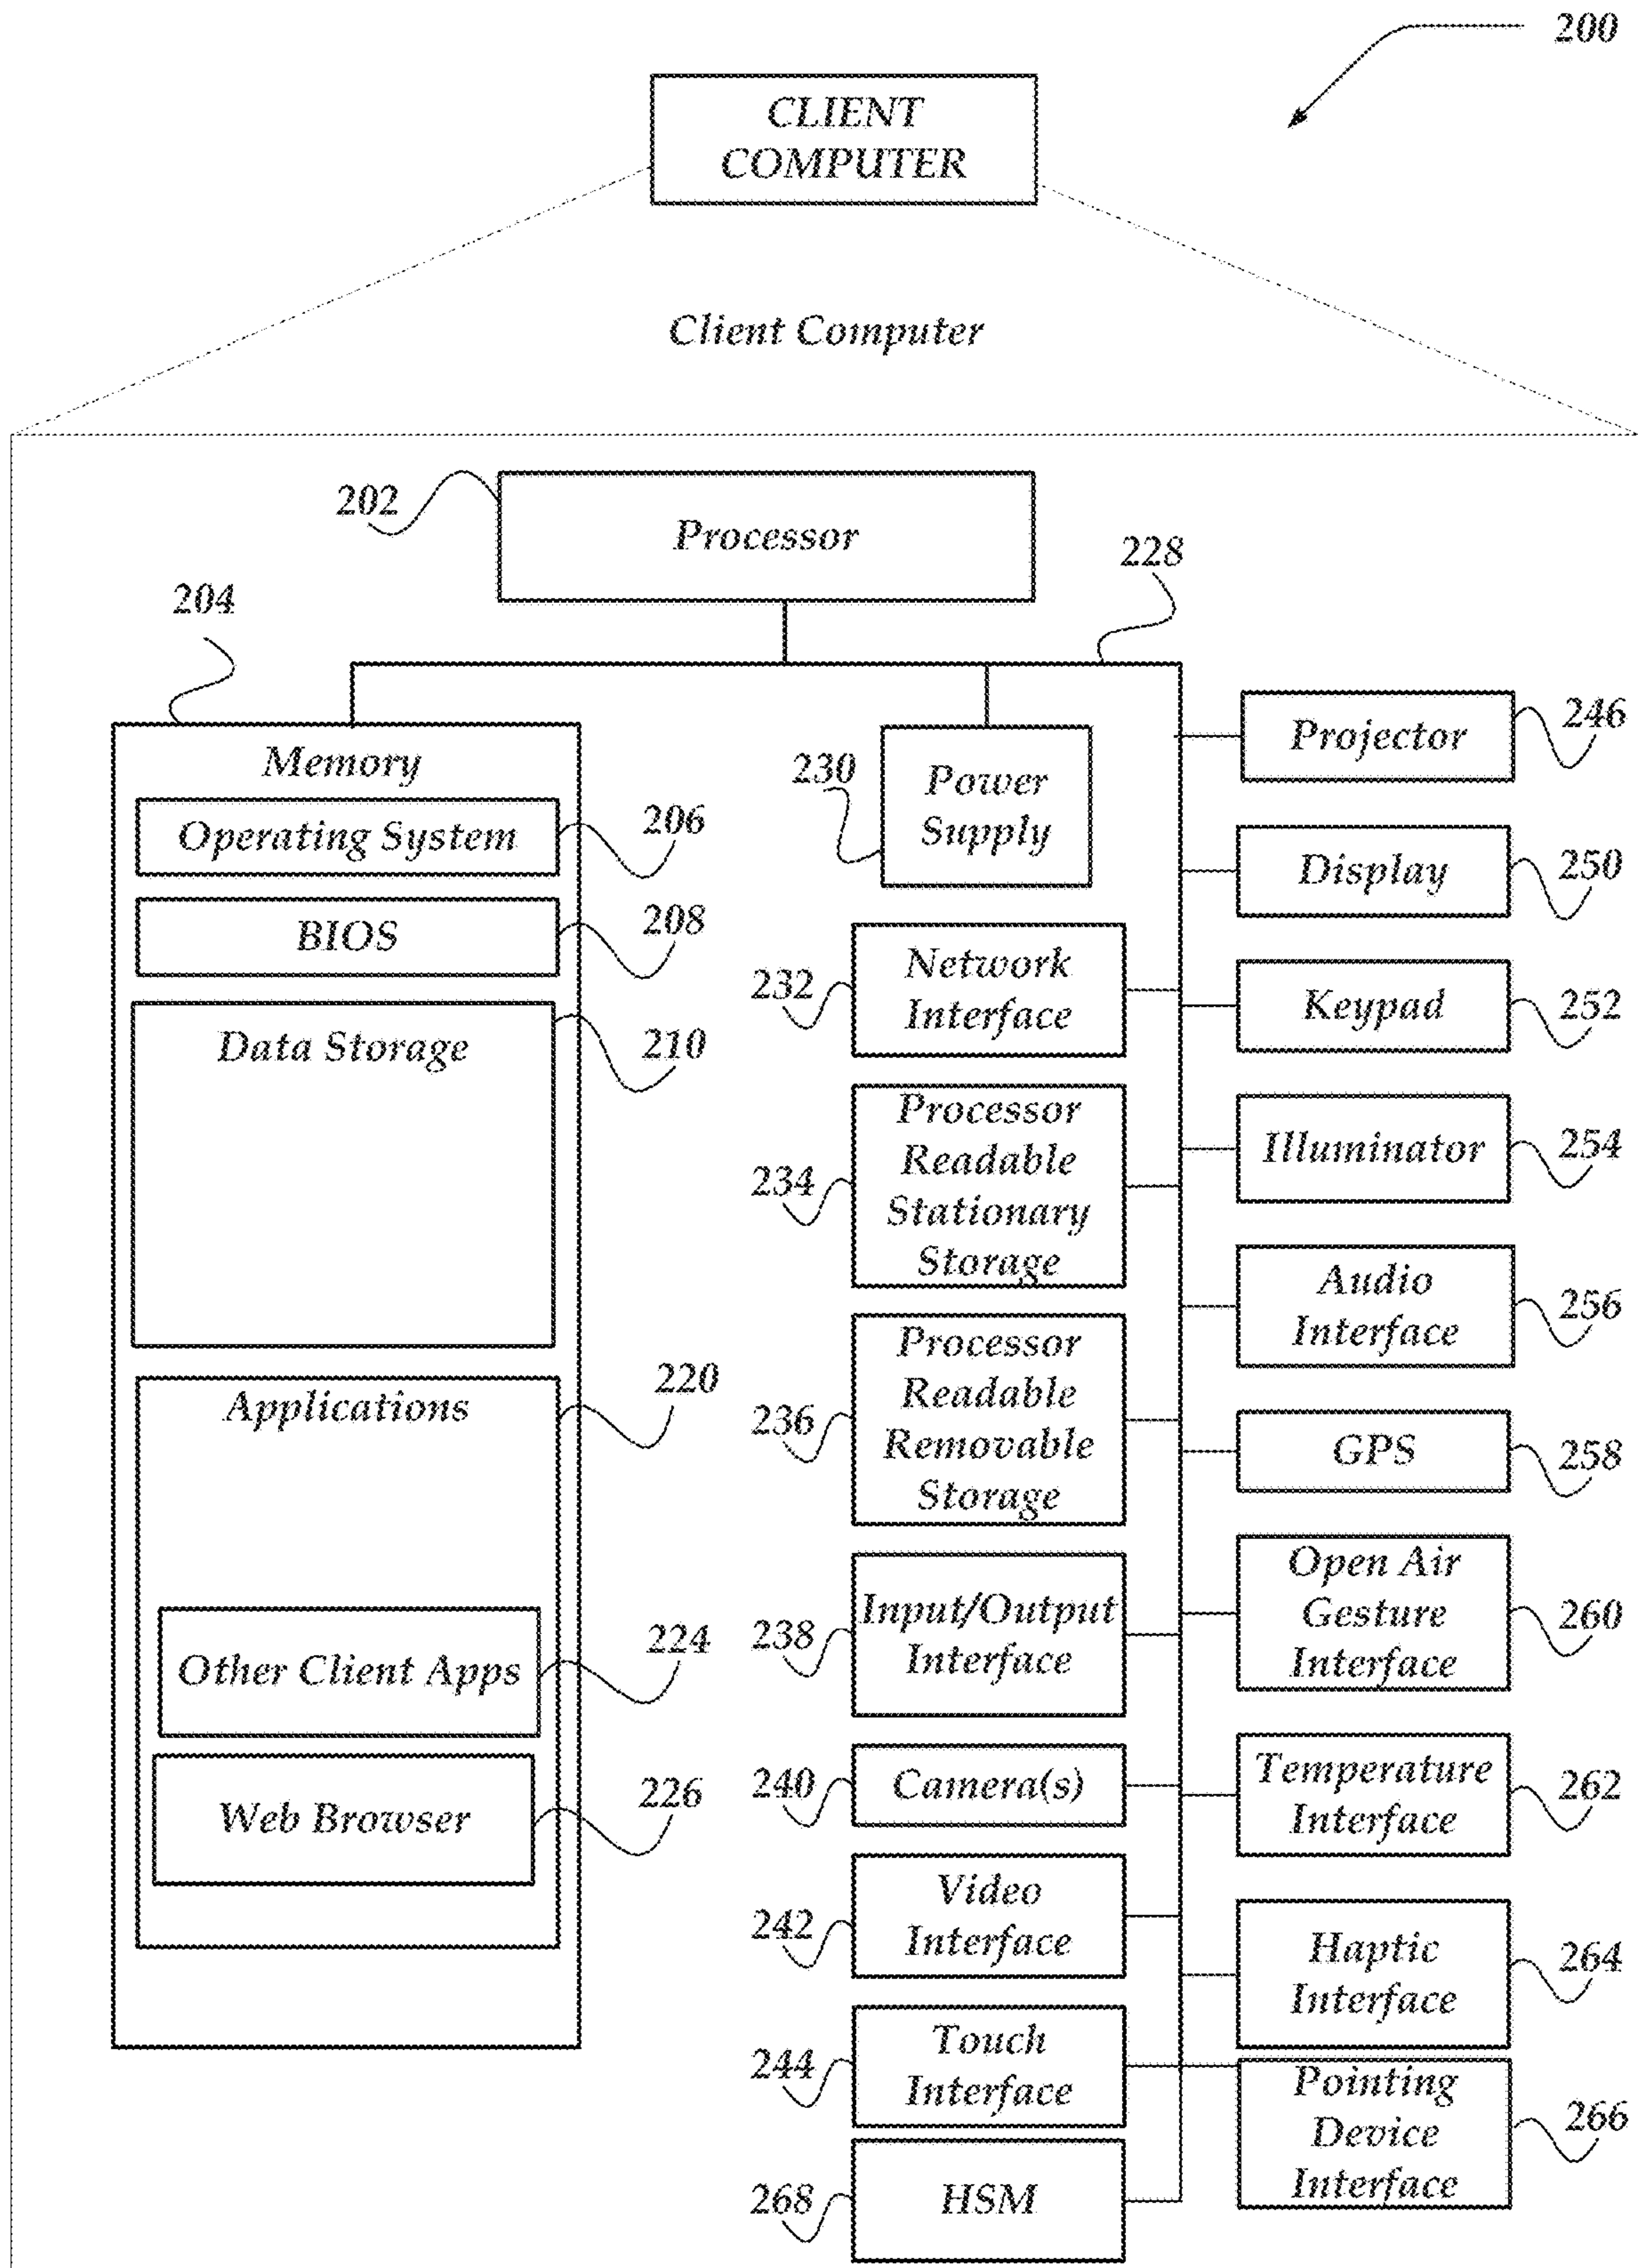 200
CLIENT
COMPUTER
Client Computer
202
Processor
228
204
Memory
Operating System
206
BIOS
208
Data Storage
210
Applications
220
Other Client Apps
224
Web Browser
226
230
Power
Supply
232
Network
Interface
234
Processor
Readable
Stationary
Storage
236
Processor
Readable
Removable
Storage
238
Input/Output
Interface
240
Camera(s)
242
Video
Interface
244
Touch
Interface
268
HSM
Projector
246
Display
250
Keypad
252
Illuminator
254
Audio
Interface
256
GPS
258
Open Air
Gesture
Interface
260
Temperature
Interface
262
Haptic
Interface
264
Pointing
Device
Interface
266